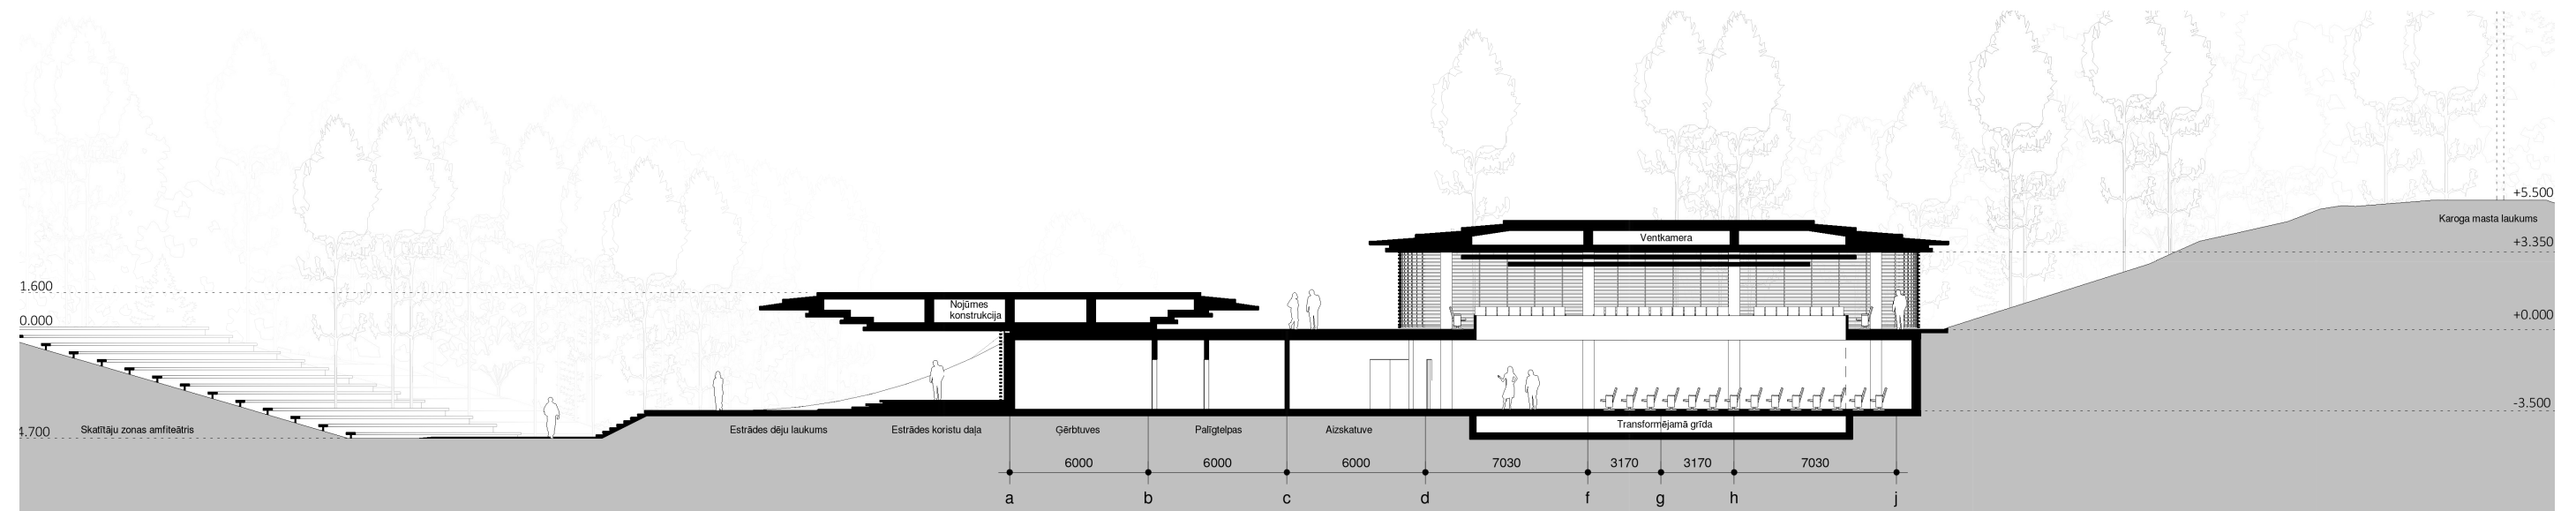 +5.500
Karoga masta laukums
+3.350
Ventkamera
1.600
Nojūmes
konstrukcija
0.000
+0.000
-3.500
4.700
Skatītāju zonas amfiteātris
Estrādes dēju laukums
Estrādes koristu daļa
Ģērbtuves
Palīgtelpas
Aizskatuve
Transformējamā grīda
6000
6000
6000
7030
3170
3170
7030
a
b
c
d
f
g
h
j